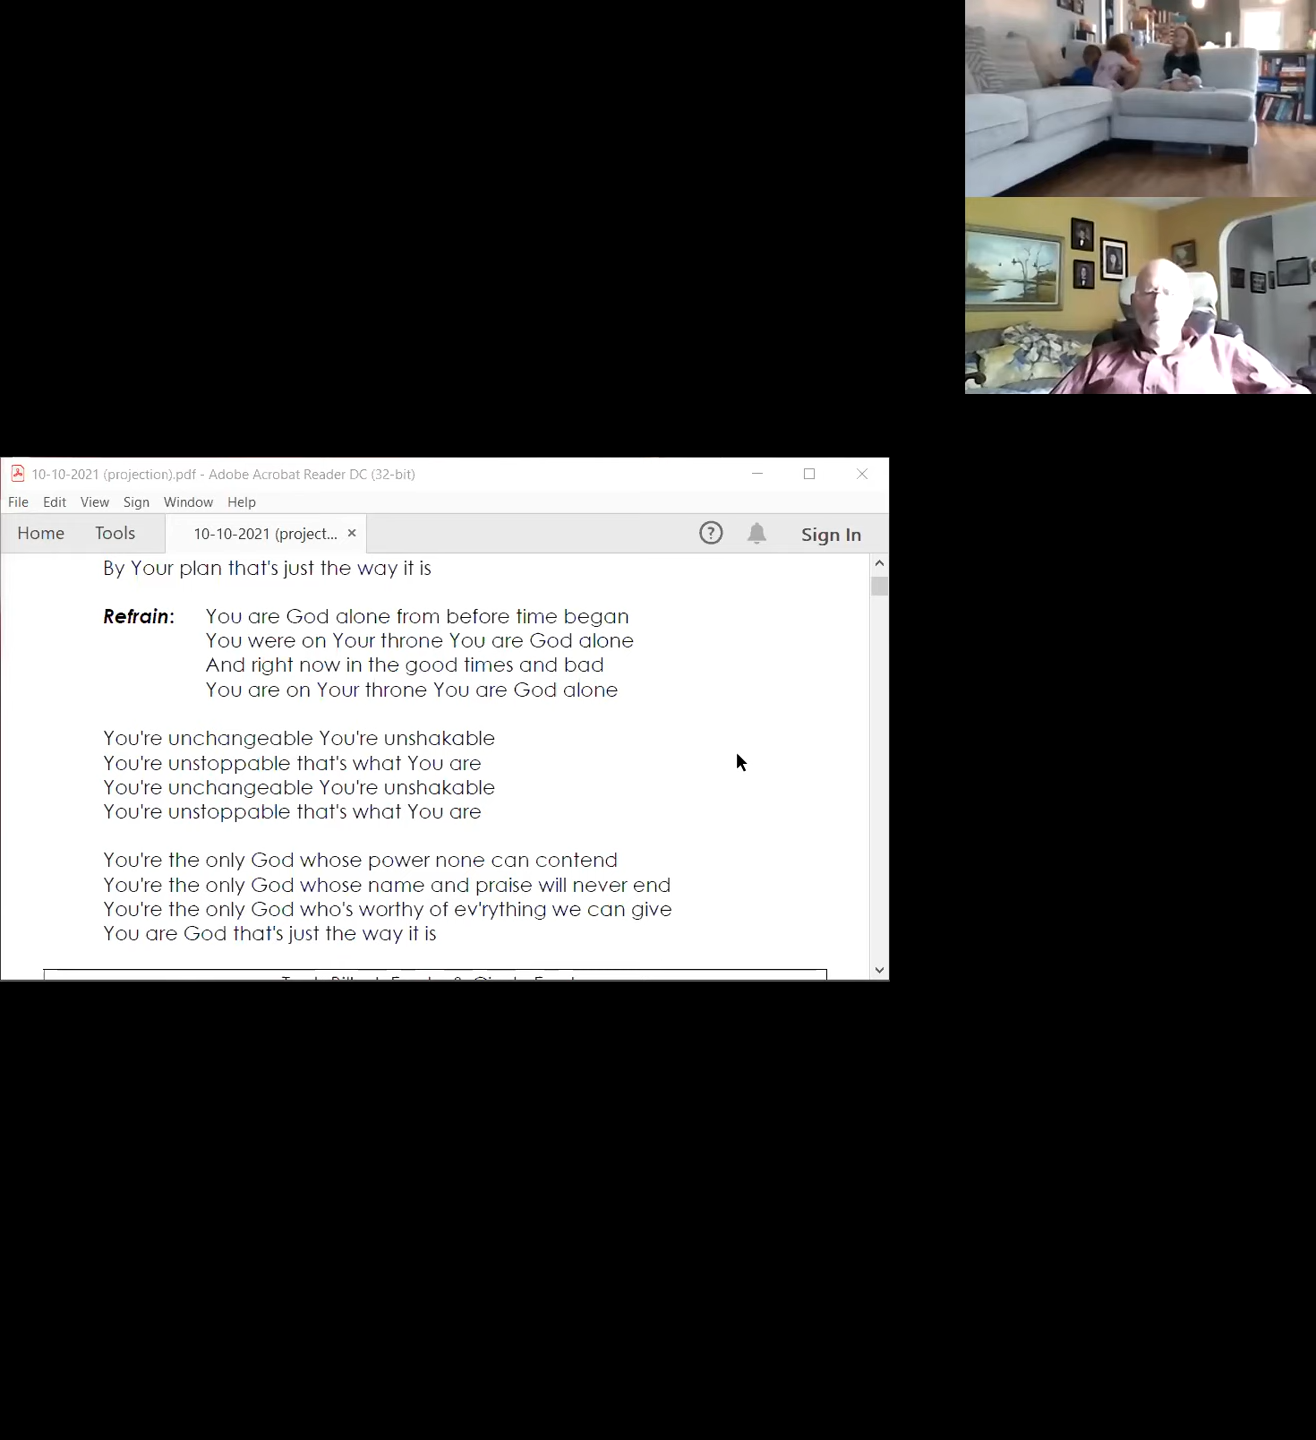 10-10-2021 (projection).pdf - Adobe Acrobat Reader DC (32-bit)
File Edit View Sign Window Help
Home Tools 10-10-2021 (project... × ? Sign In
By Your plan that's just the way it is
Refrain: You are God alone from before time began
You were on Your throne You are God alone
And right now in the good times and bad
You are on Your throne You are God alone
You're unchangeable You're unshakable
You're unstoppable that's what You are
You're unchangeable You're unshakable
You're unstoppable that's what You are
You're the only God whose power none can contend
You're the only God whose name and praise will never end
You're the only God who's worthy of ev'rything we can give
You are God that's just the way it is